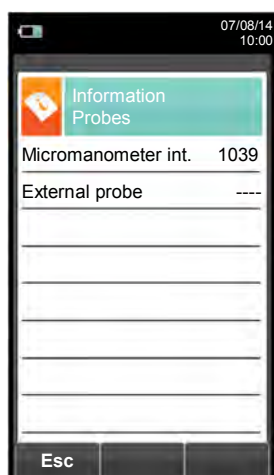 07/08/14
10:00
Information
Probes
Micromanometer int. 1039
External probe ----
Esc